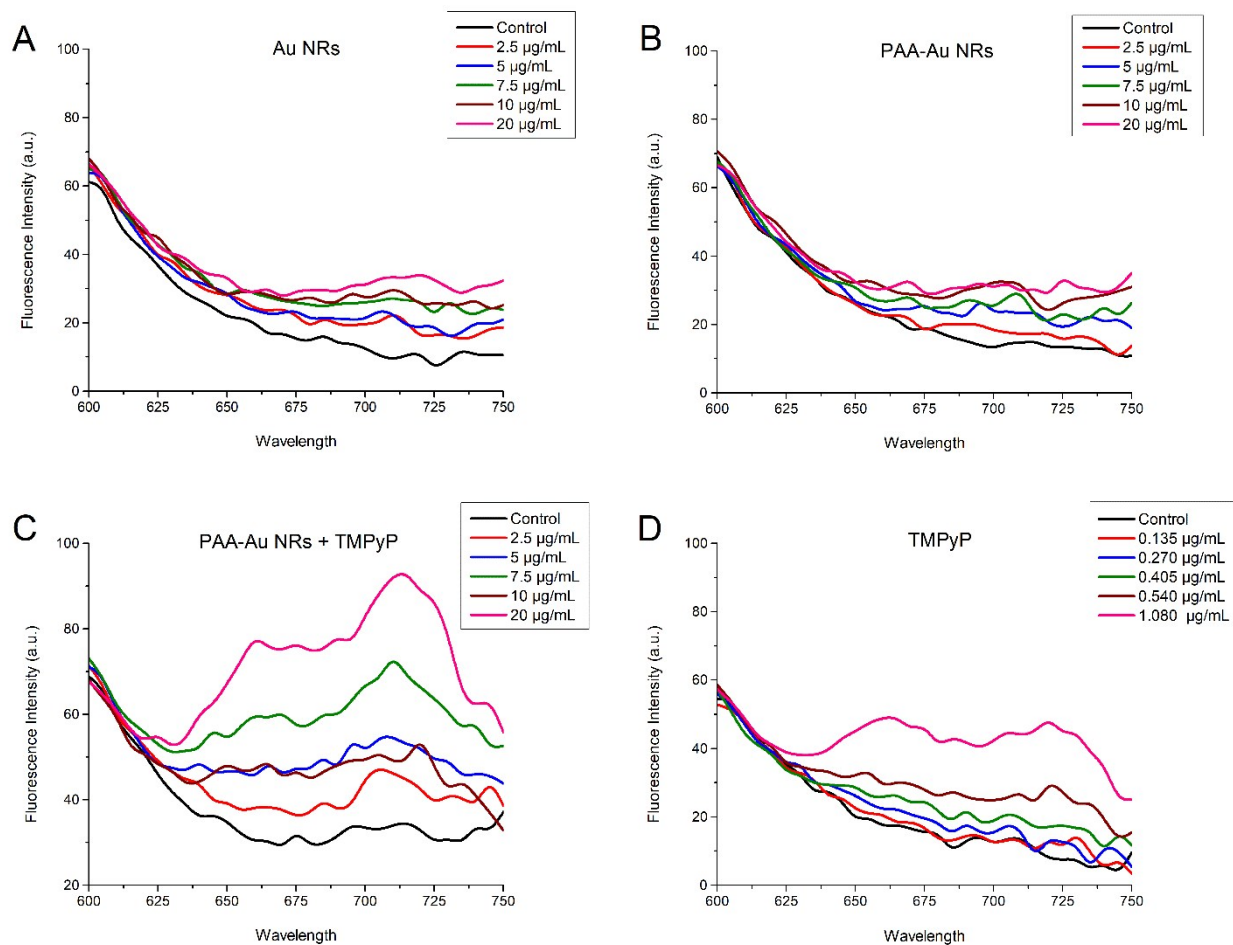 A
Au NRs
Control
2.5 µg/mL
5 µg/mL
7.5 µg/mL
10 µg/mL
20 µg/mL
Fluorescence Intensity (a.u.)
100
80
60
40
20
0
600 625 650 675 700 725 750
Wavelength
B
PAA-Au NRs
Control
2.5 µg/mL
5 µg/mL
7.5 µg/mL
10 µg/mL
20 µg/mL
Fluorescence Intensity (a.u.)
100
80
60
40
20
0
600 625 650 675 700 725 750
Wavelength
C
PAA-Au NRs + TMPyP
Control
2.5 µg/mL
5 µg/mL
7.5 µg/mL
10 µg/mL
20 µg/mL
Fluorescence Intensity (a.u.)
100
80
60
40
20
600 625 650 675 700 725 750
Wavelength
D
TMPyP
Control
0.135 µg/mL
0.270 µg/mL
0.405 µg/mL
0.540 µg/mL
1.080 µg/mL
Fluorescence Intensity (a.u.)
100
80
60
40
20
0
600 625 650 675 700 725 750
Wavelength